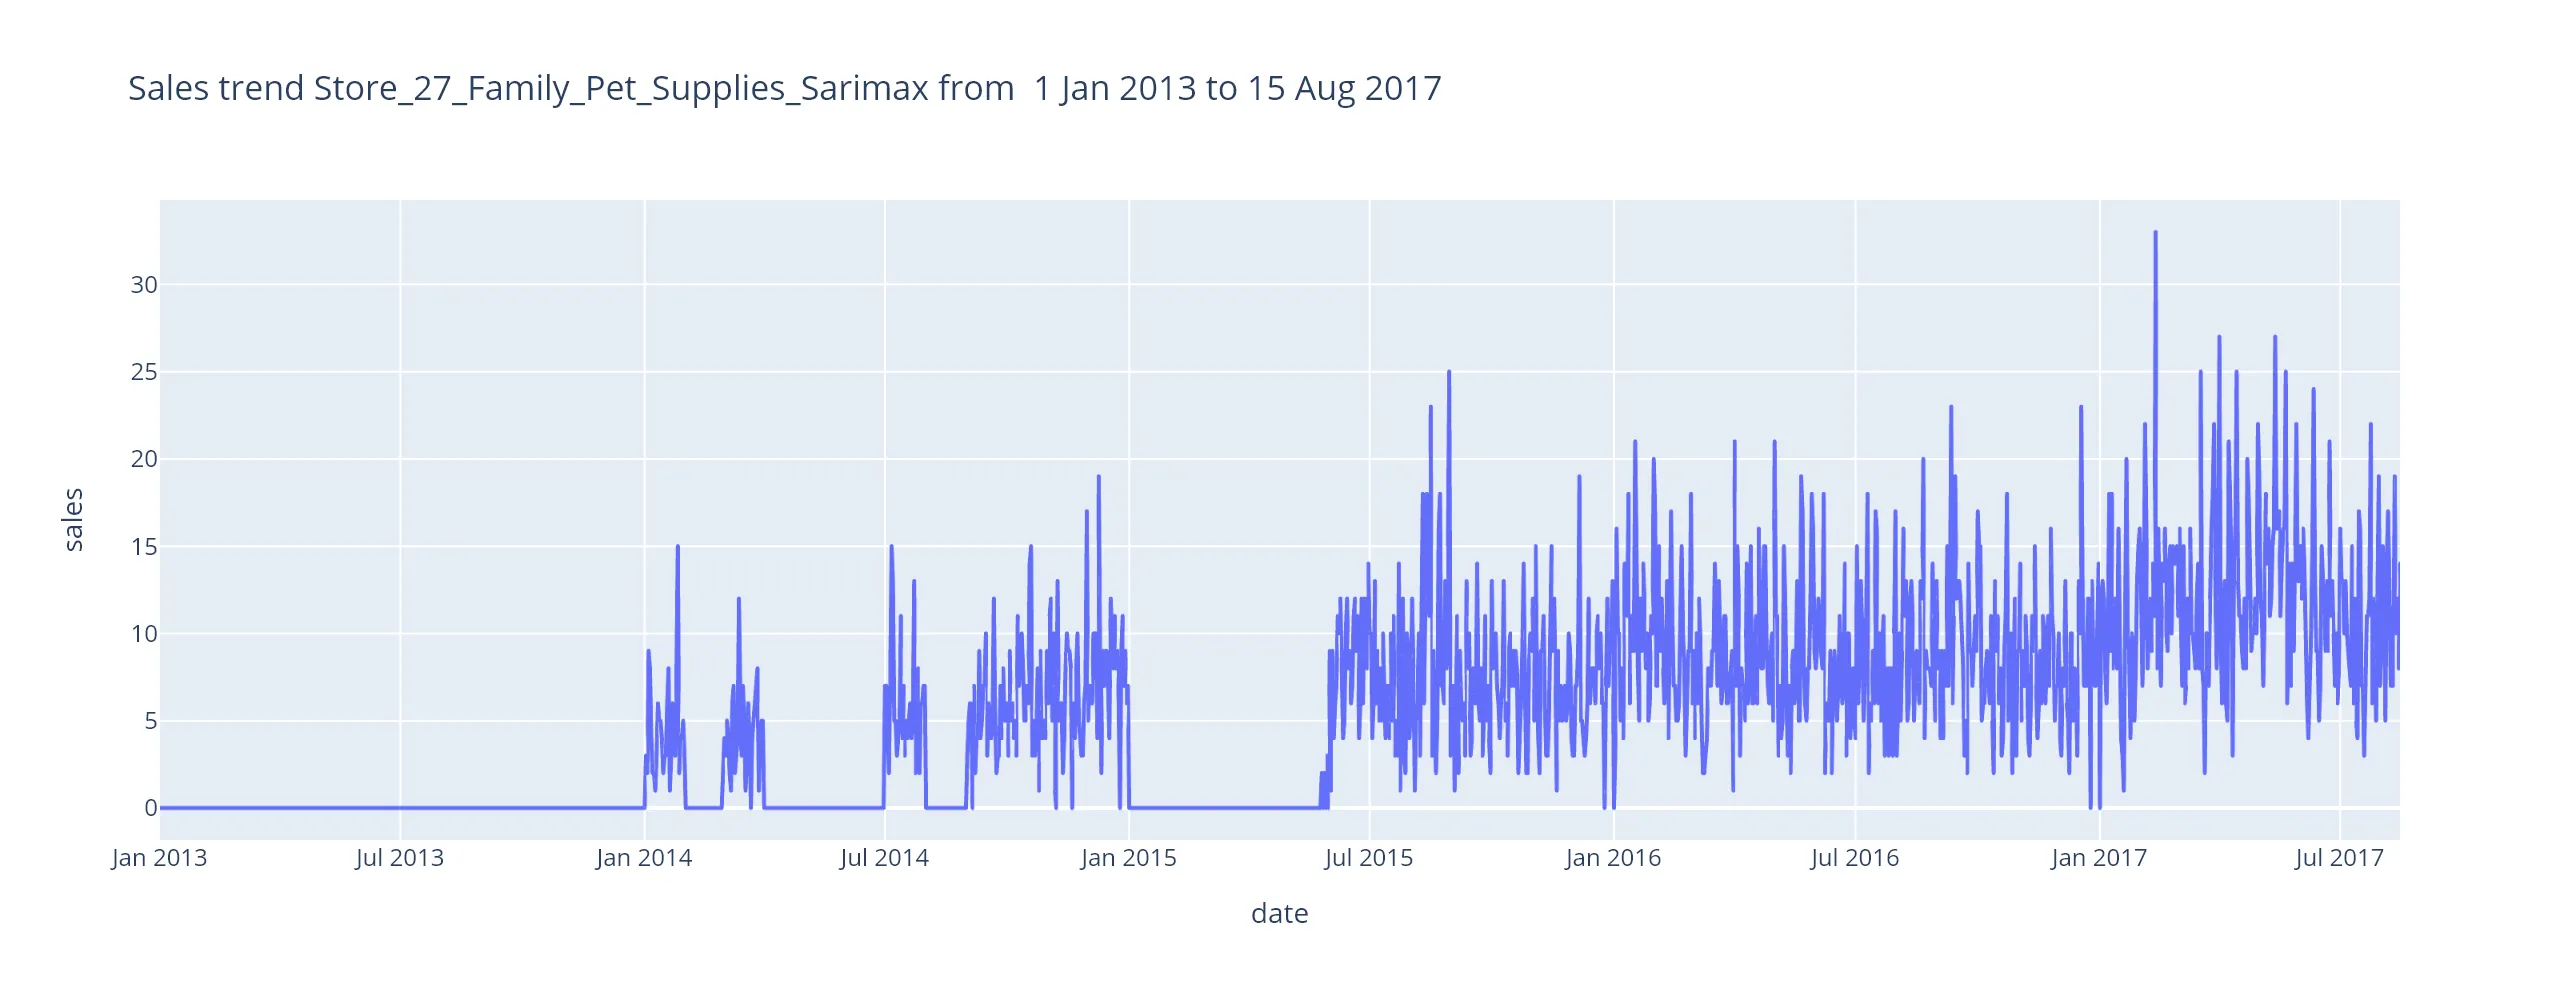 Sales trend Store_27_Family_Pet_Supplies_Sarimax from  1 Jan 2013 to 15 Aug 2017
30
25
20
15
10
5
0
sales
Jan 2013 Jul 2013 Jan 2014 Jul 2014 Jan 2015 Jul 2015 Jan 2016 Jul 2016 Jan 2017 Jul 2017
date